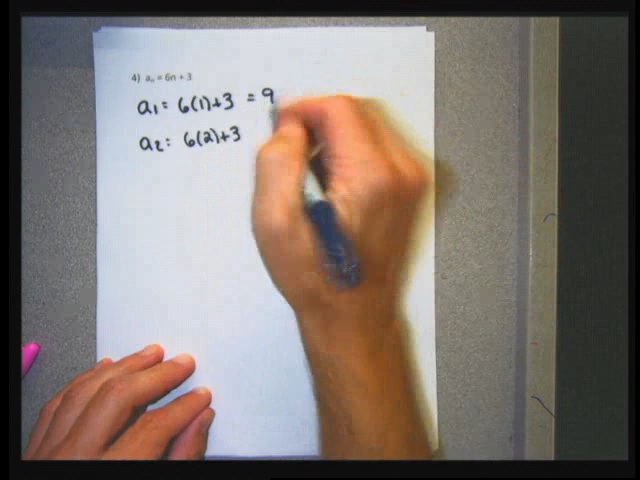 4) aₙ = 6n + 3
a₁ = 6(1)+3 = 9
a₂ = 6(2)+3